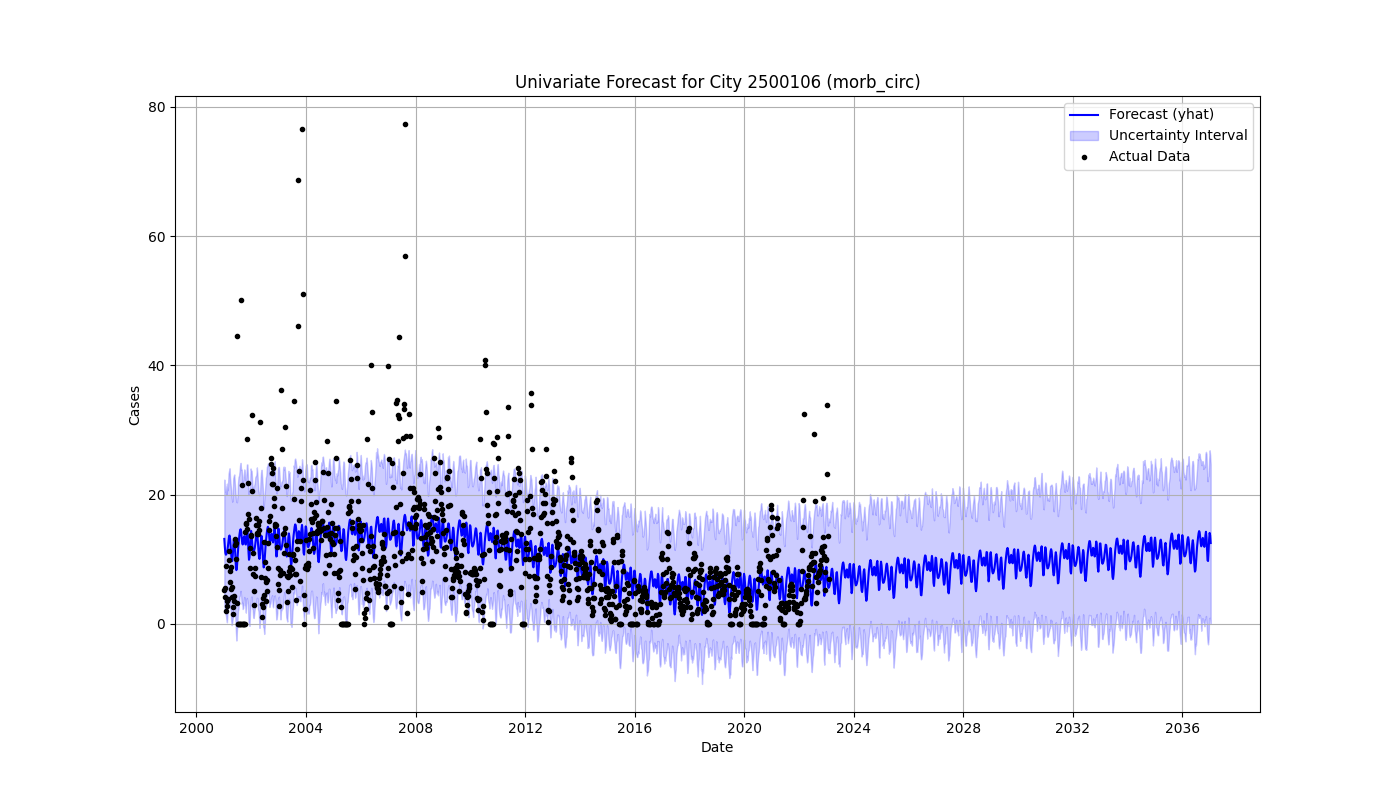 Univariate Forecast for City 2500106 (morb_circ)
Forecast (yhat)
Uncertainty Interval
Actual Data
Cases
80
60
40
20
0
2000 2004 2008 2012 2016 2020 2024 2028 2032 2036
Date